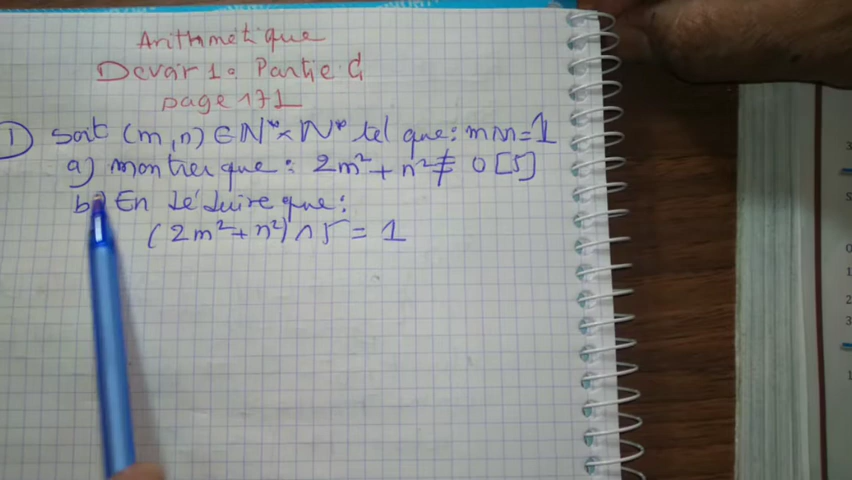 Arithmetique
Devoir 1: Partie G
page 171
1) Soit (m,n) ∈ N*×N* tel que: m∧n=1
a) montrer que: 2m²+n² ≢ 0 [5]
b) En déduire que:
(2m²+n²)∧5 = 1